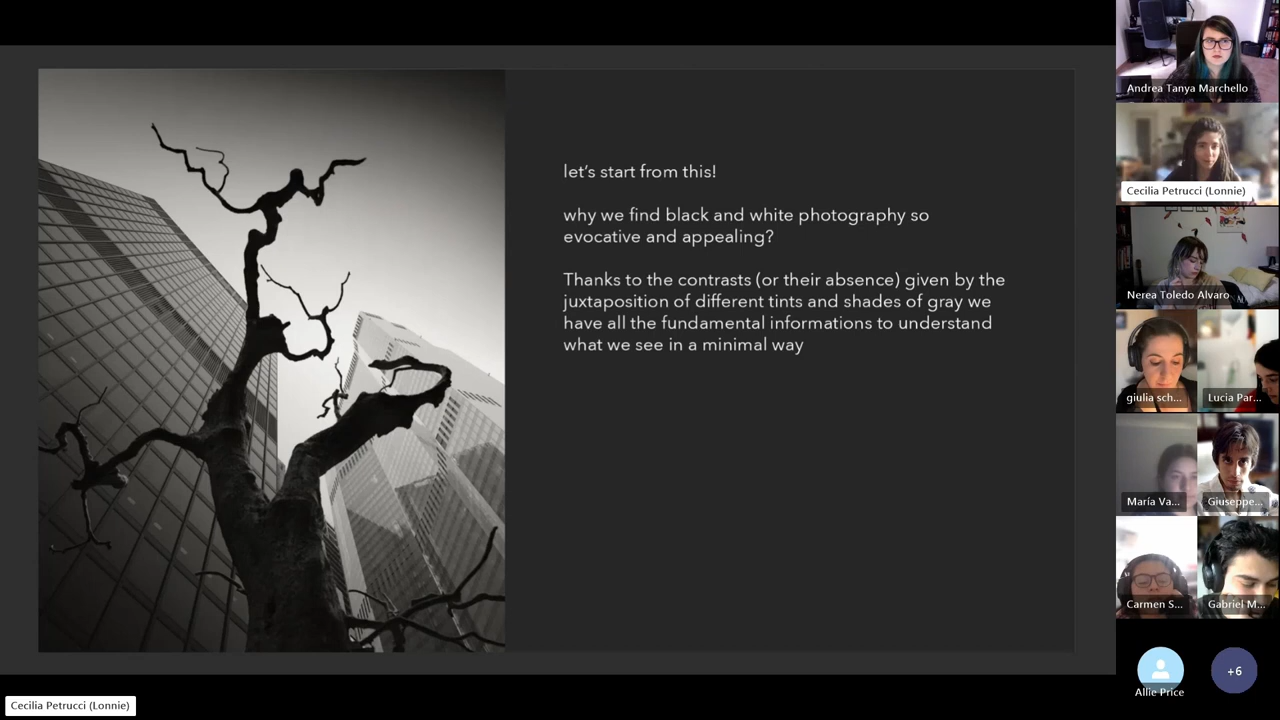 let's start from this!
why we find black and white photography so
evocative and appealing?
Thanks to the contrasts (or their absence) given by the
juxtaposition of different tints and shades of gray we
have all the fundamental informations to understand
what we see in a minimal way
Andrea Tanya Marchello
Cecilia Petrucci (Lonnie)
Nerea Toledo Alvaro
giulia sch...
Lucia Par...
María Va...
Giuseppe...
Carmen S...
Gabriel M...
Allie Price
+6
Cecilia Petrucci (Lonnie)